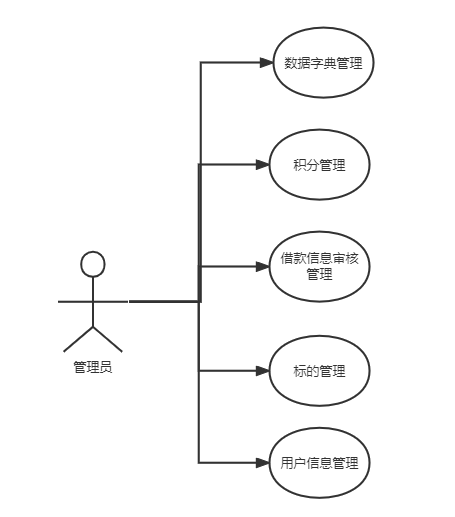 数据字典管理
积分管理
借款信息审核
管理
管理员
标的管理
用户信息管理